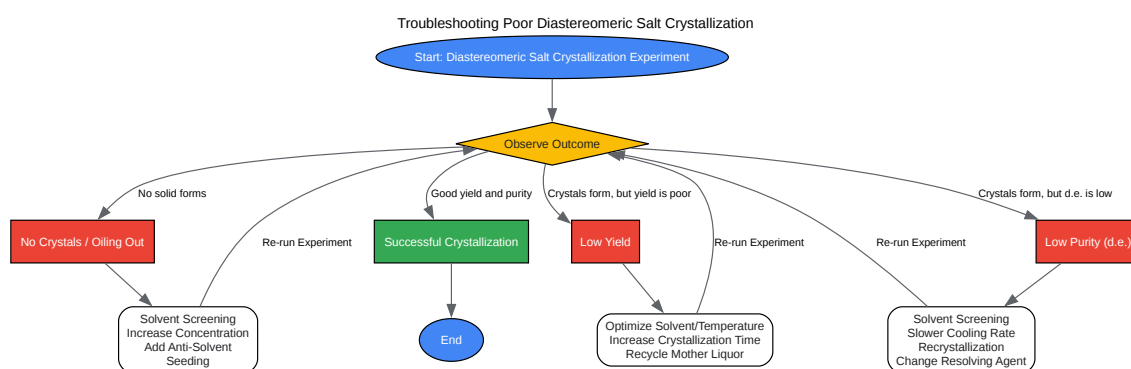 Troubleshooting Poor Diastereomeric Salt Crystallization
Start: Diastereomeric Salt Crystallization Experiment
Observe Outcome
No solid forms
Good yield and purity
Crystals form, but yield is poor
Crystals form, but d.e. is low
No Crystals / Oiling Out
Re-run Experiment
Successful Crystallization
Low Yield
Re-run Experiment
Re-run Experiment
Low Purity (d.e.)
Solvent Screening
Increase Concentration
Add Anti-Solvent
Seeding
End
Optimize Solvent/Temperature
Increase Crystallization Time
Recycle Mother Liquor
Solvent Screening
Slower Cooling Rate
Recrystallization
Change Resolving Agent